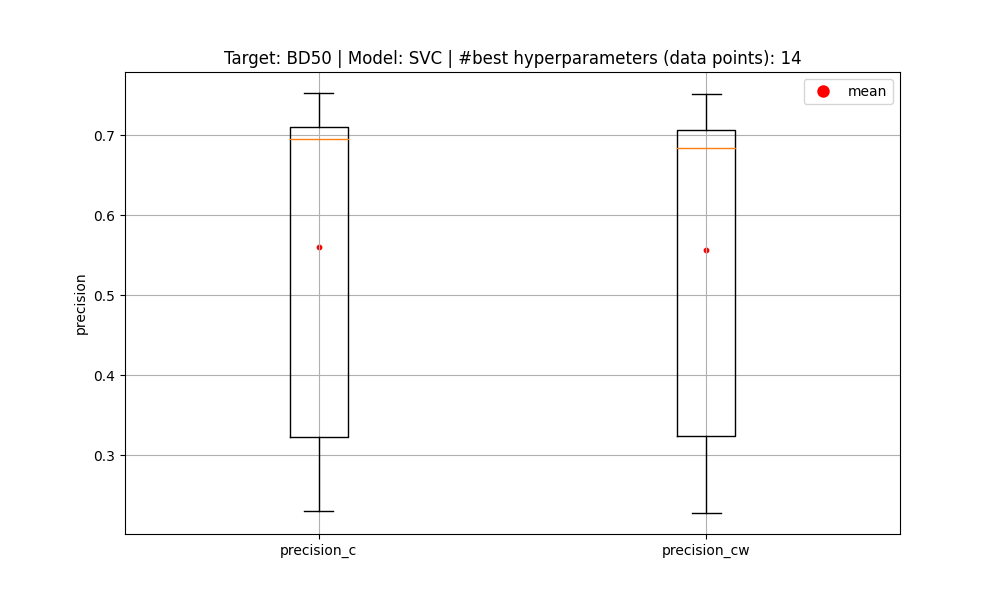 Target: BD50 | Model: SVC | #best hyperparameters (data points): 14
mean
0.7
0.6
0.5
0.4
0.3
precision
precision_c
precision_cw